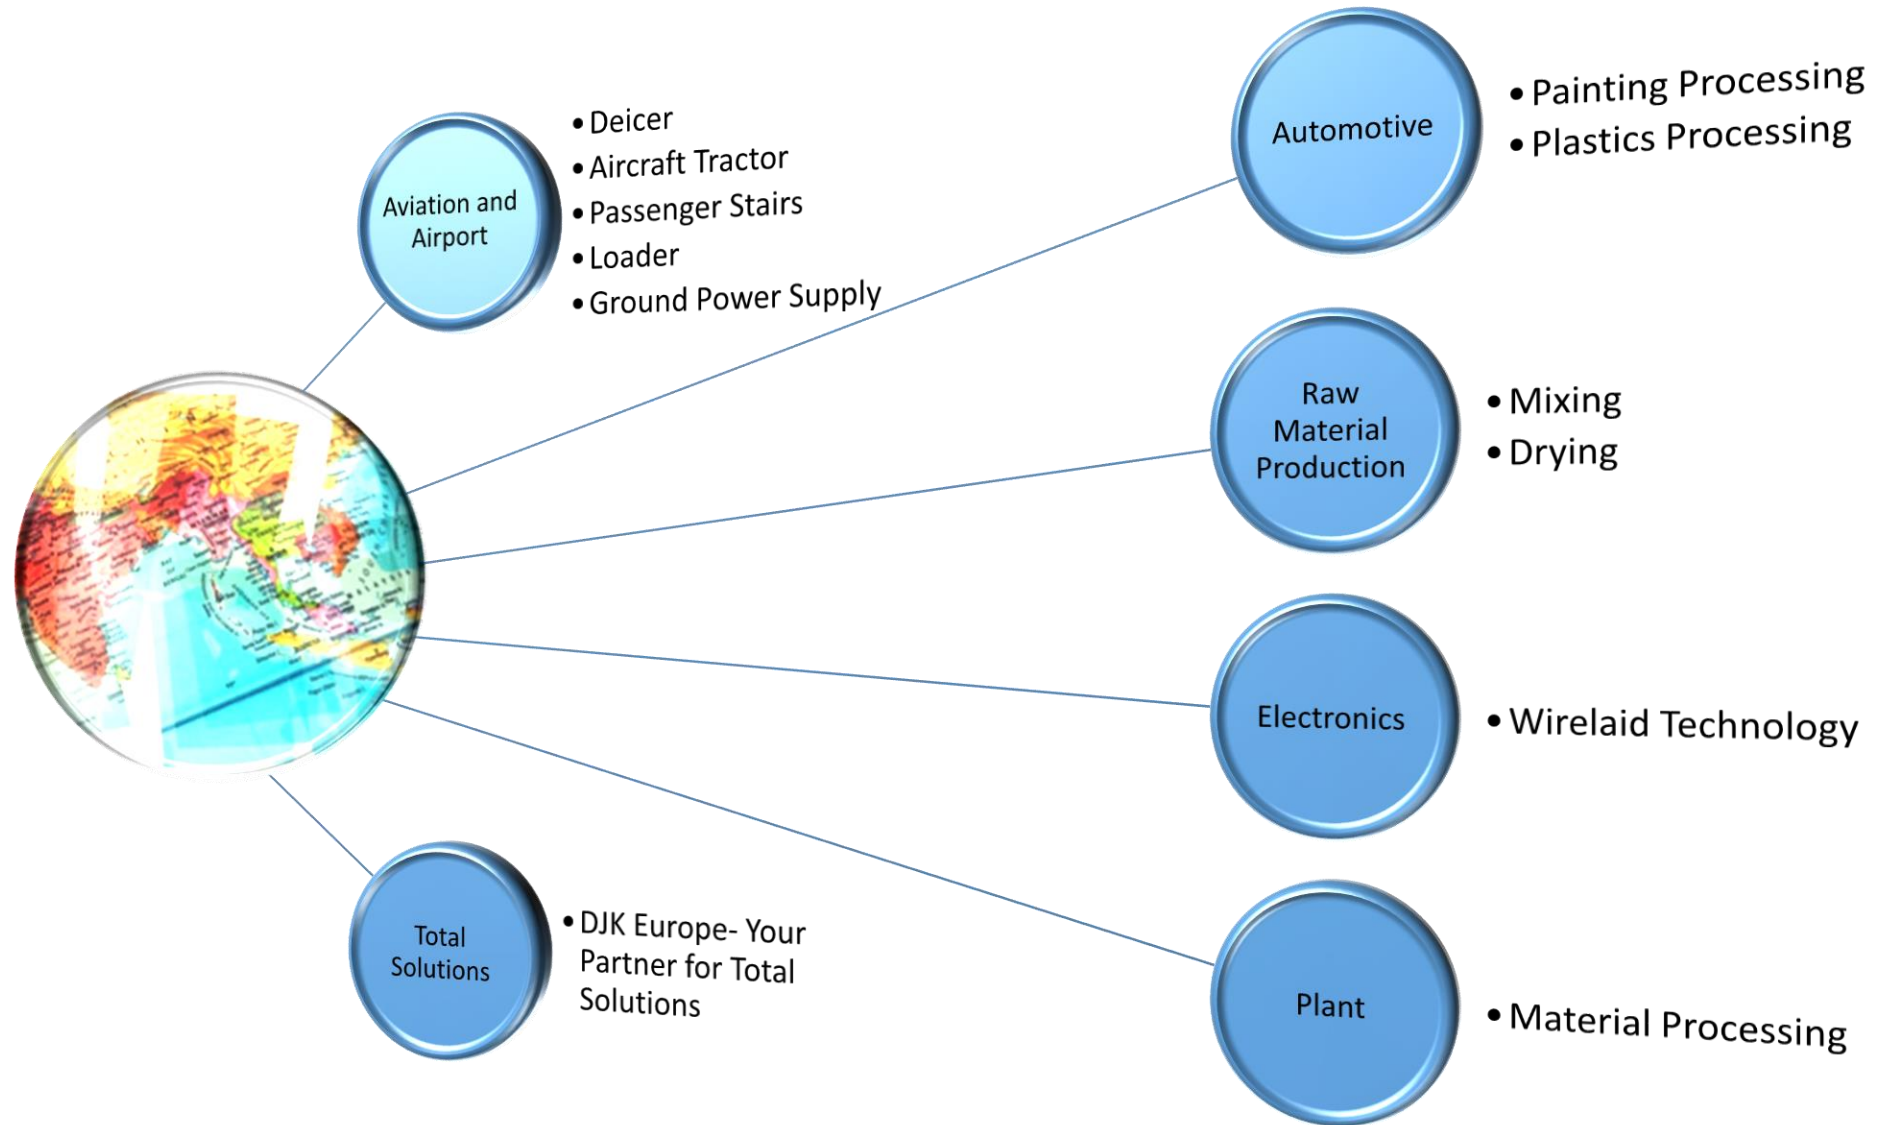 Aviation and
Airport
• Deicer
• Aircraft Tractor
• Passenger Stairs
• Loader
• Ground Power Supply
Automotive
• Painting Processing
• Plastics Processing
Raw
Material
Production
• Mixing
• Drying
Electronics
• Wirelaid Technology
Plant
• Material Processing
Total
Solutions
• DJK Europe- Your
Partner for Total
Solutions